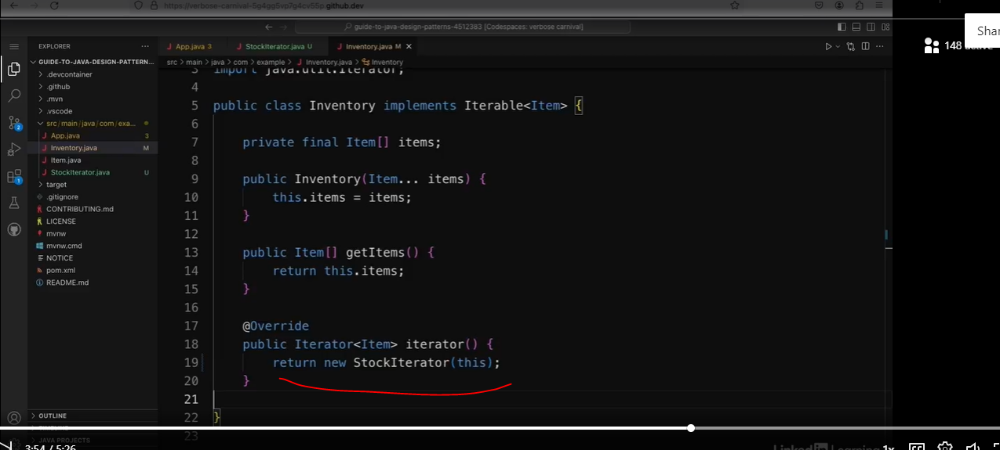 https://verbose-carnival-5g4gg5vp7g4cv55p.github.dev
guide-to-java-design-patterns-4512383 [Codespaces: verbose carnival]
Shar
148 active
EXPLORER
GUIDE-TO-JAVA-DESIGN-PATTERN...
.devcontainer
.github
.mvn
.vscode
src/main/java/com/exa...
App.java 3
Inventory.java M
Item.java
StockIterator.java U
target
.gitignore
CONTRIBUTING.md
LICENSE
mvnw
mvnw.cmd
NOTICE
pom.xml
README.md
OUTLINE
TIMELINE
JAVA PROJECTS
2
1
App.java 3
StockIterator.java U
Inventory.java M
src > main > java > com > example > Inventory.java > Inventory
3 import java.util.Iterator;
4
5 public class Inventory implements Iterable<Item> {
6
7 private final Item[] items;
8
9 public Inventory(Item... items) {
10 this.items = items;
11 }
12
13 public Item[] getItems() {
14 return this.items;
15 }
16
17 @Override
18 public Iterator<Item> iterator() {
19 return new StockIterator(this);
20 }
21
22 }
23
3:54 / 5:26
LinkedIn Learning
1x
CC